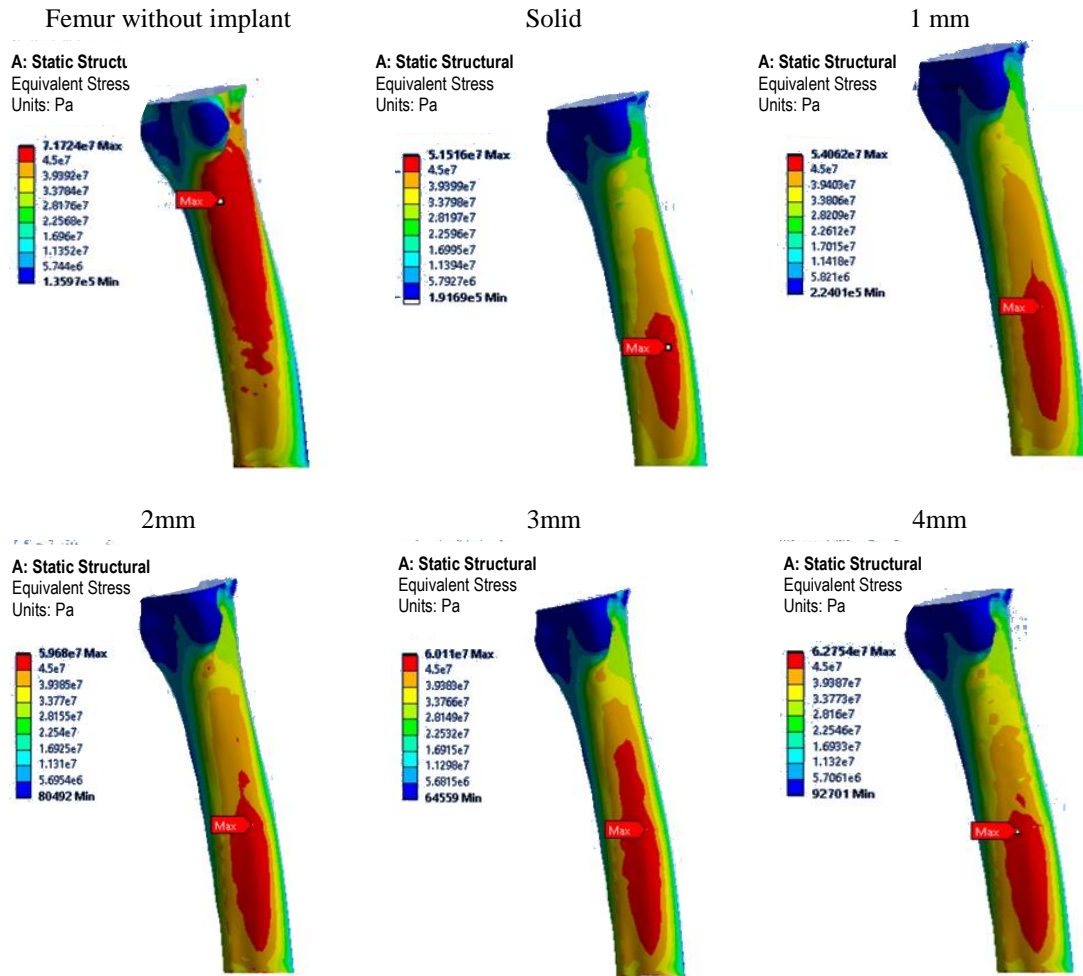 Femur without implant
A: Static Structu
Equivalent Stress
Units: Pa
7.1724e7 Max
4.5e7
3.9392e7
3.3784e7
2.8176e7
2.2568e7
1.696e7
1.1352e7
5.744e6
1.3597e5 Min
Max
Solid
A: Static Structural
Equivalent Stress
Units: Pa
5.1516e7 Max
4.5e7
3.9399e7
3.3798e7
2.8197e7
2.2596e7
1.6995e7
1.1394e7
5.7927e6
1.9169e5 Min
Max
1 mm
A: Static Structural
Equivalent Stress
Units: Pa
5.4062e7 Max
4.5e7
3.9403e7
3.3806e7
2.8209e7
2.2612e7
1.7015e7
1.1418e7
5.821e6
2.2401e5 Min
Max
2mm
A: Static Structural
Equivalent Stress
Units: Pa
5.968e7 Max
4.5e7
3.9385e7
3.377e7
2.8155e7
2.254e7
1.6925e7
1.131e7
5.6954e6
80492 Min
Max
3mm
A: Static Structural
Equivalent Stress
Units: Pa
6.011e7 Max
4.5e7
3.9383e7
3.3766e7
2.8149e7
2.2532e7
1.6915e7
1.1298e7
5.6815e6
64559 Min
Max
4mm
A: Static Structural
Equivalent Stress
Units: Pa
6.2754e7 Max
4.5e7
3.9387e7
3.3773e7
2.816e7
2.2546e7
1.6933e7
1.132e7
5.7061e6
92701 Min
Max